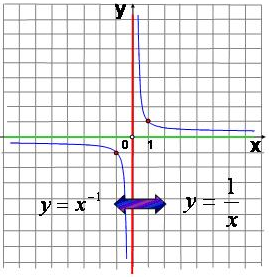 y
0 1 x
y = x⁻¹ y = 1/x